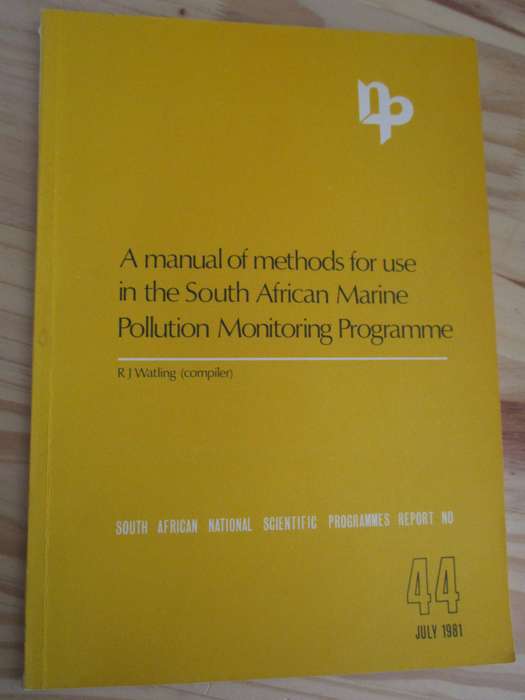 np
A manual of methods for use
in the South African Marine
Pollution Monitoring Programme
R J Watling (compiler)
SOUTH AFRICAN NATIONAL SCIENTIFIC PROGRAMMES REPORT NO
44
JULY 1981